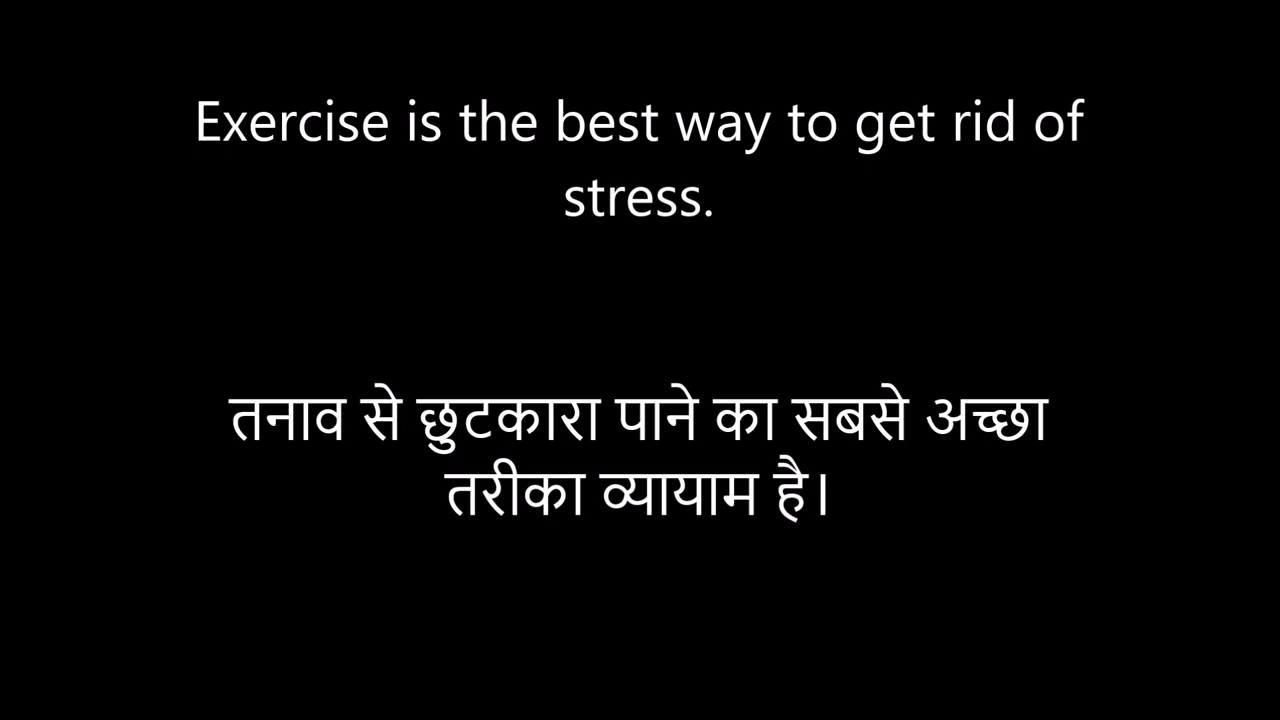 Exercise is the best way to get rid of
stress.
तनाव से छुटकारा पाने का सबसे अच्छा
तरीका व्यायाम है।